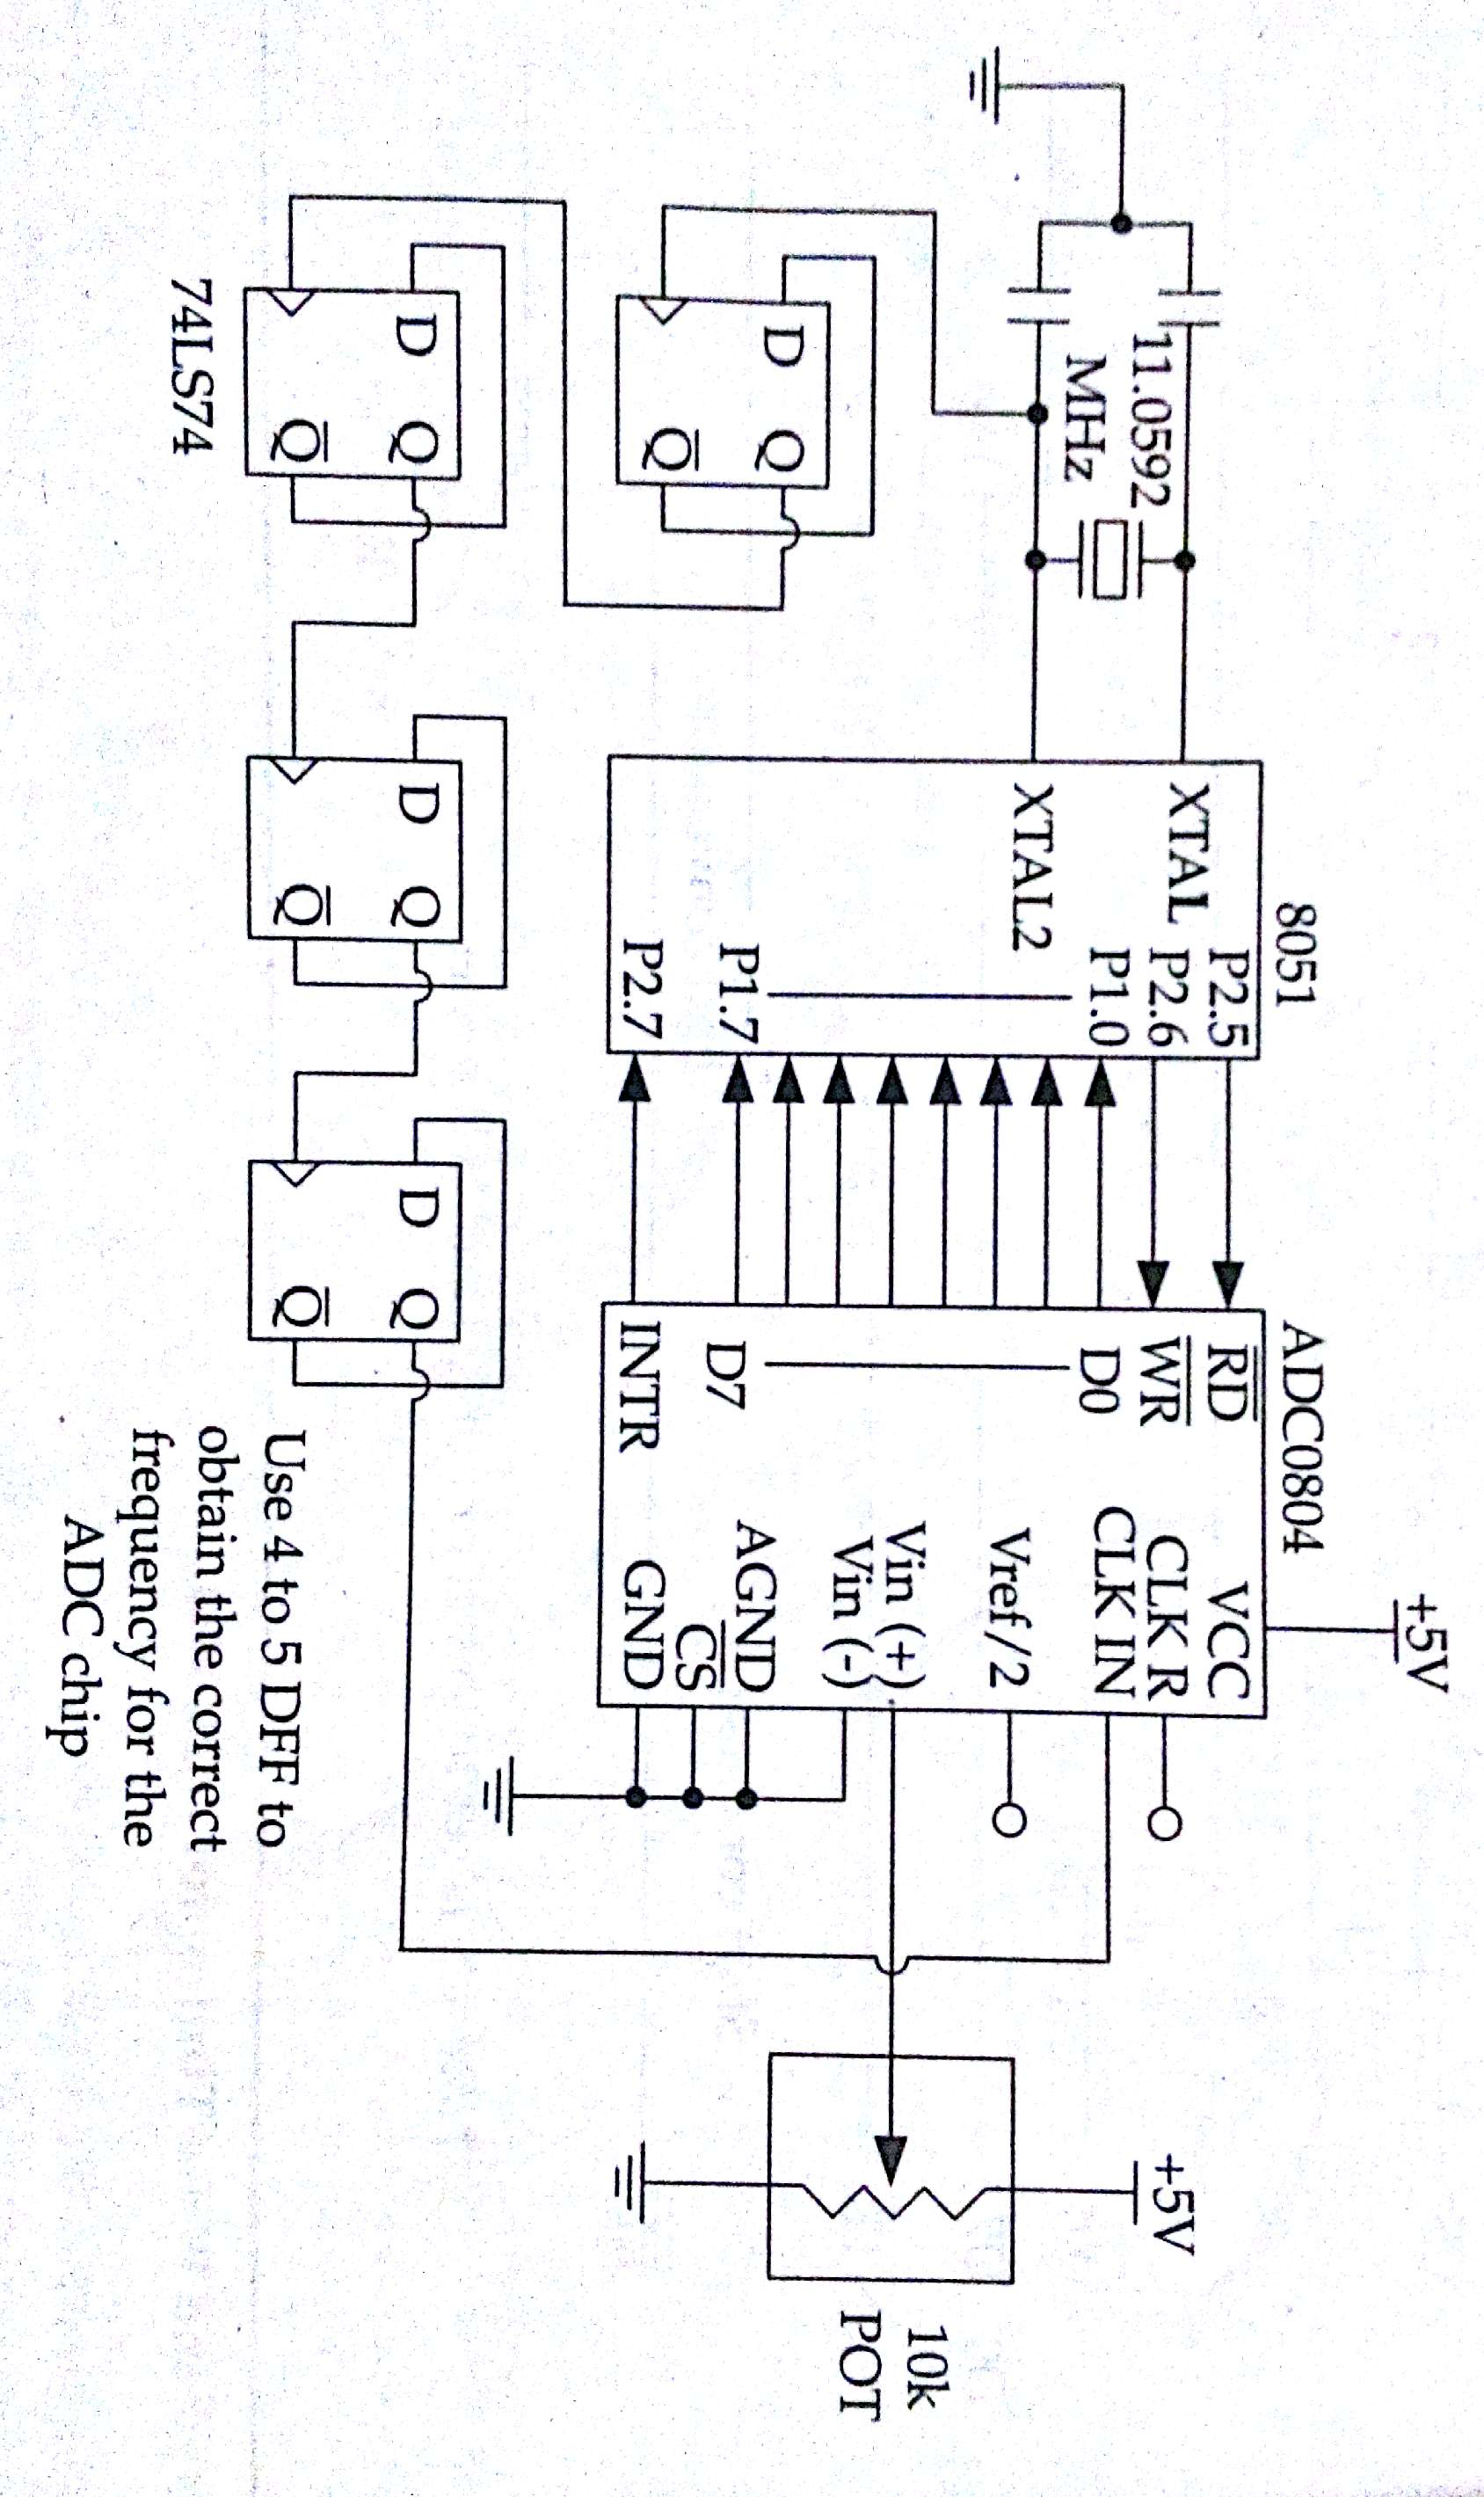 8051
ADC0804
+5V
11.0592
MHz
XTAL
XTAL2
P2.5
P2.6
P1.0
P1.7
P2.7
RD
WR
D0
D7
INTR
VCC
CLK R
CLK IN
Vref/2
Vin (+)
Vin (-)
AGND
CS
GND
+5V
10k
POT
D Q
Q
D Q
Q
D Q
Q
D Q
Q
74LS74
Use 4 to 5 DFF to
obtain the correct
frequency for the
ADC chip